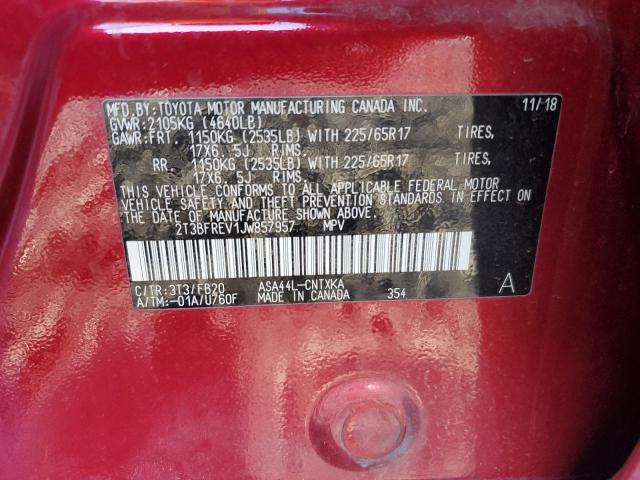 MFD.BY:TOYOTA MOTOR MANUFACTURING CANADA INC. 11/18
GVWR:2105KG (4640LB)
GAWR:FRT 1150KG (2535LB) WITH 225/65R17 TIRES,
17X6.5J RIMS.
RR 1150KG (2535LB) WITH 225/65R17 TIRES,
17X6.5J RIMS.
THIS VEHICLE CONFORMS TO ALL APPLICABLE FEDERAL MOTOR
VEHICLE SAFETY AND THEFT PREVENTION STANDARDS IN EFFECT ON
THE DATE OF MANUFACTURE SHOWN ABOVE.
2T3BFREV1JW857957 MPV
C/TR:3T3/FB20 ASA44L-CNTXKA A
A/TM:-01A/U760F MADE IN CANADA 354